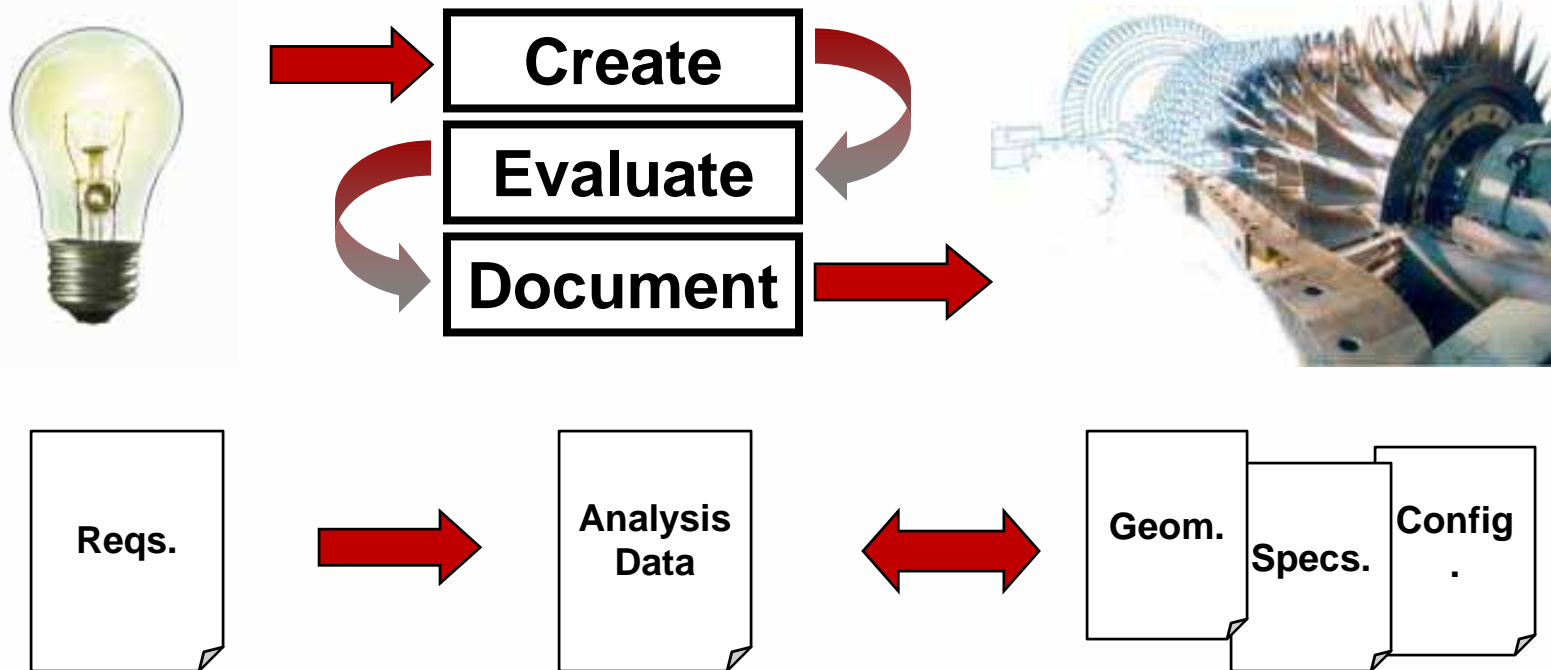 Create
Evaluate
Document
Reqs.
Analysis
Data
Geom.
Specs.
Config
.